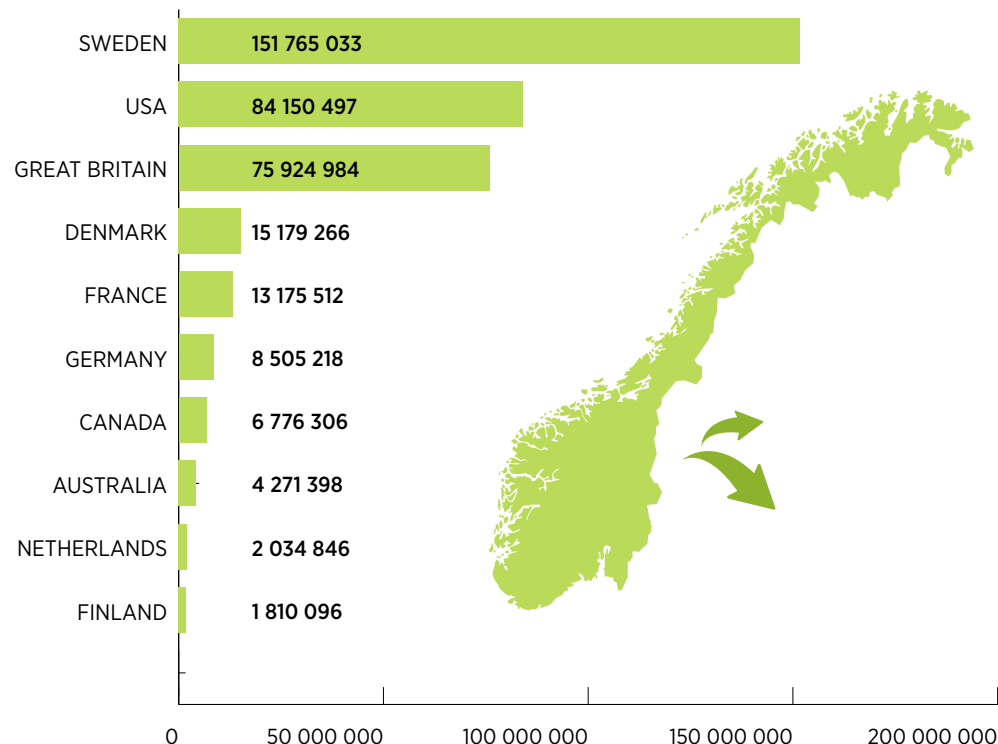 SWEDEN 151 765 033
USA 84 150 497
GREAT BRITAIN 75 924 984
DENMARK 15 179 266
FRANCE 13 175 512
GERMANY 8 505 218
CANADA 6 776 306
AUSTRALIA 4 271 398
NETHERLANDS 2 034 846
FINLAND 1 810 096
0 50 000 000 100 000 000 150 000 000 200 000 000